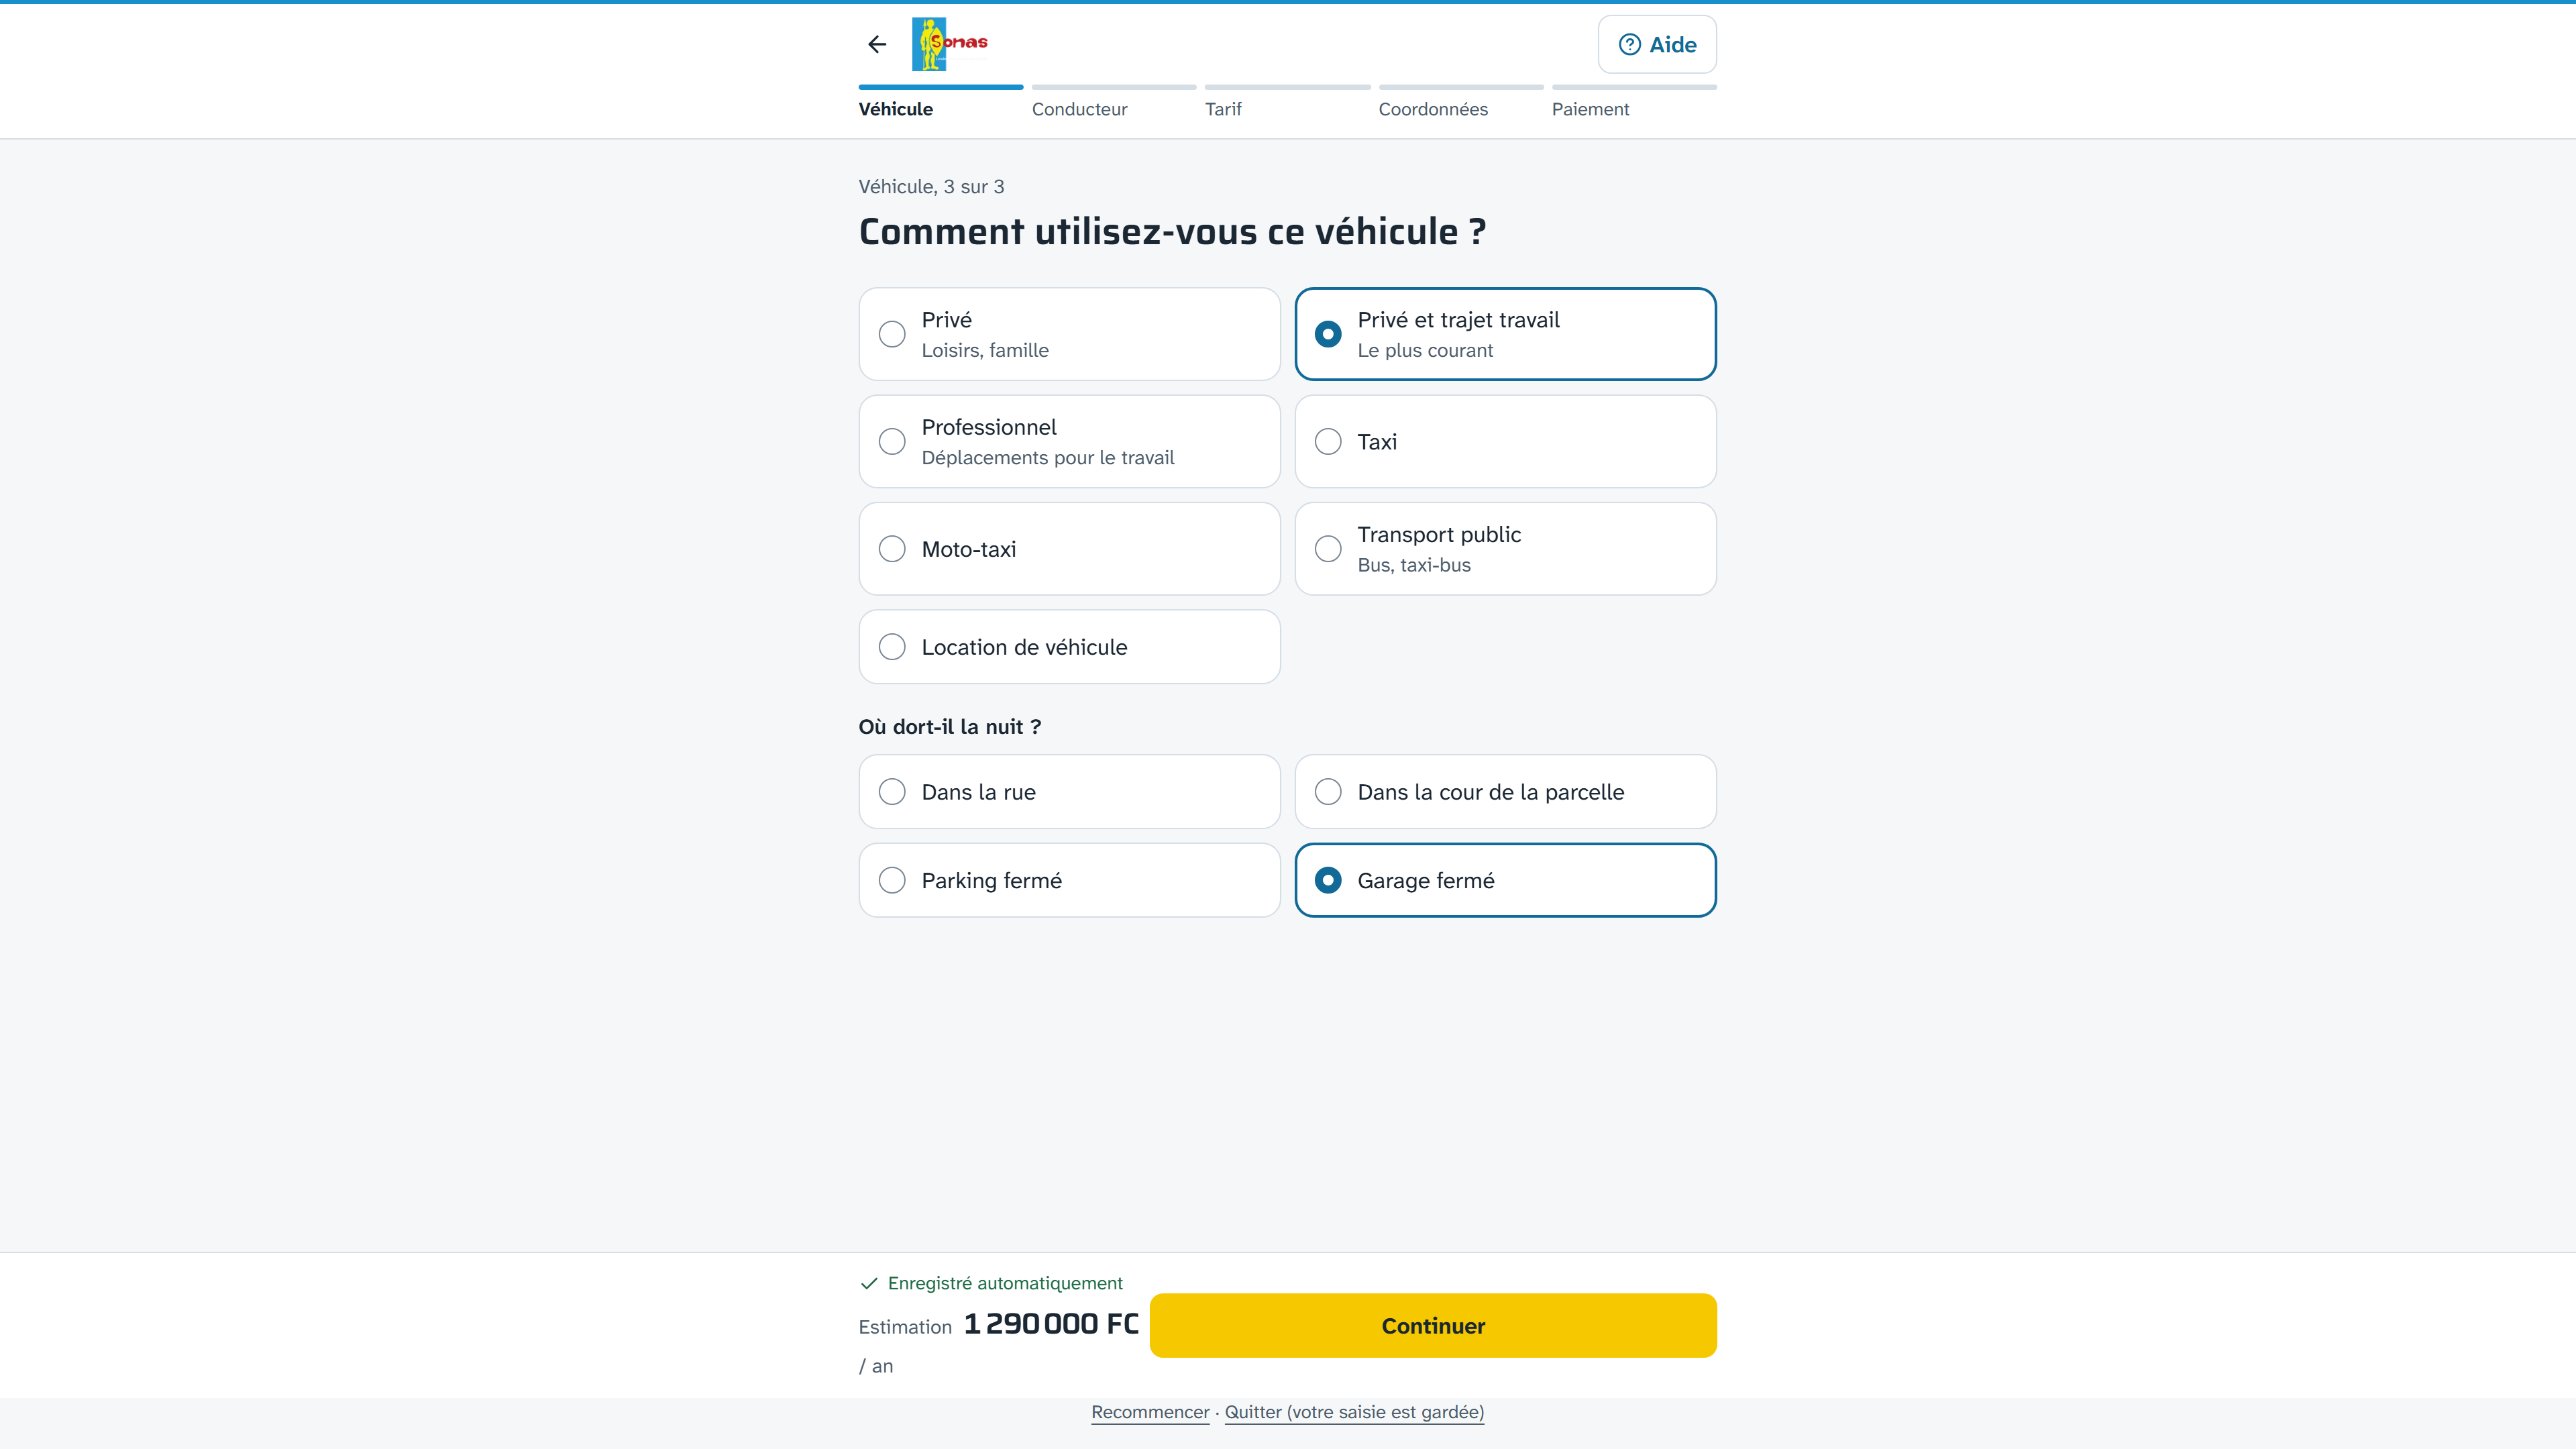 Sonas
Aide
Véhicule
Conducteur
Tarif
Coordonnées
Paiement
Véhicule, 3 sur 3
Comment utilisez-vous ce véhicule ?
Privé
Loisirs, famille
Privé et trajet travail
Le plus courant
Professionnel
Déplacements pour le travail
Taxi
Moto-taxi
Transport public
Bus, taxi-bus
Location de véhicule
Où dort-il la nuit ?
Dans la rue
Dans la cour de la parcelle
Parking fermé
Garage fermé
Enregistré automatiquement
Estimation 1 290 000 FC
/ an
Continuer
Recommencer · Quitter (votre saisie est gardée)